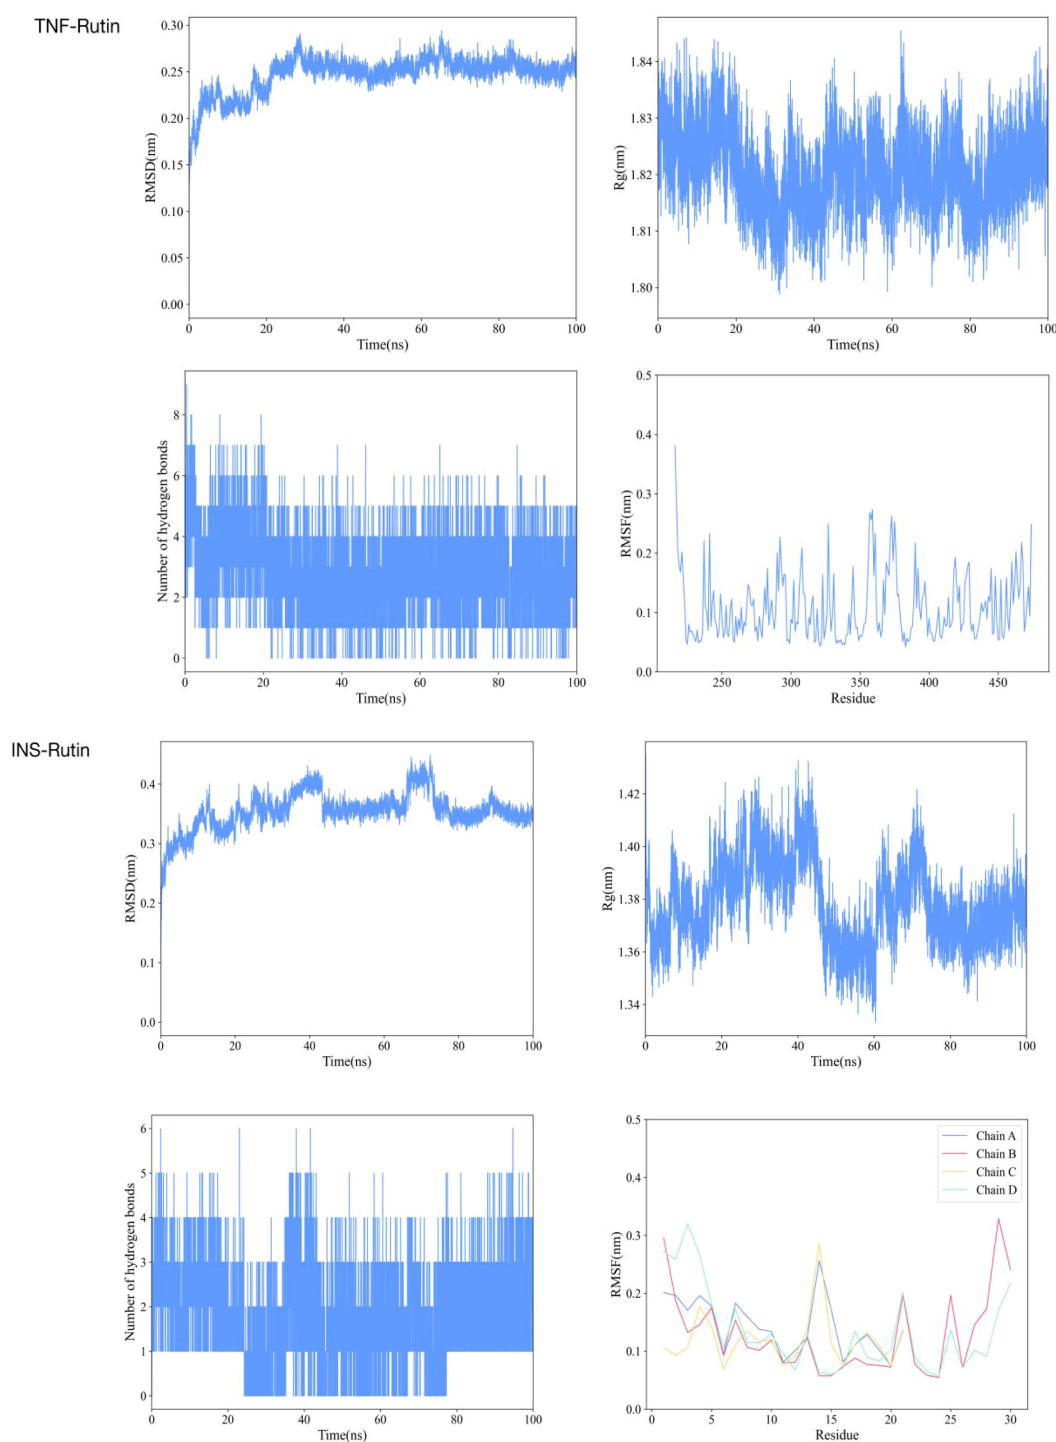 TNF-Rutin
RMSD(nm)
0.30
0.25
0.20
0.15
0.10
0.05
0.00
0 20 40 60 80 100
Time(ns)
Rg(nm)
1.84
1.83
1.82
1.81
1.80
0 20 40 60 80 100
Time(ns)
Number of hydrogen bonds
8
6
4
2
0
0 20 40 60 80 100
Time(ns)
RMSF(nm)
0.5
0.4
0.3
0.2
0.1
0.0
250 300 350 400 450
Residue
INS-Rutin
RMSD(nm)
0.4
0.3
0.2
0.1
0.0
0 20 40 60 80 100
Time(ns)
Rg(nm)
1.42
1.40
1.38
1.36
1.34
0 20 40 60 80 100
Time(ns)
Number of hydrogen bonds
6
5
4
3
2
1
0
0 20 40 60 80 100
Time(ns)
RMSF(nm)
0.5
0.4
0.3
0.2
0.1
0.0
Chain A
Chain B
Chain C
Chain D
0 5 10 15 20 25 30
Residue